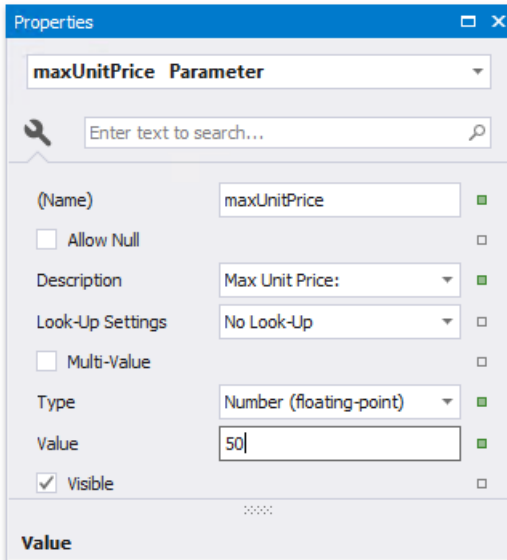 Properties
maxUnitPrice Parameter
Enter text to search...
(Name) maxUnitPrice
Allow Null
Description Max Unit Price:
Look-Up Settings No Look-Up
Multi-Value
Type Number (floating-point)
Value 50
Visible
Value